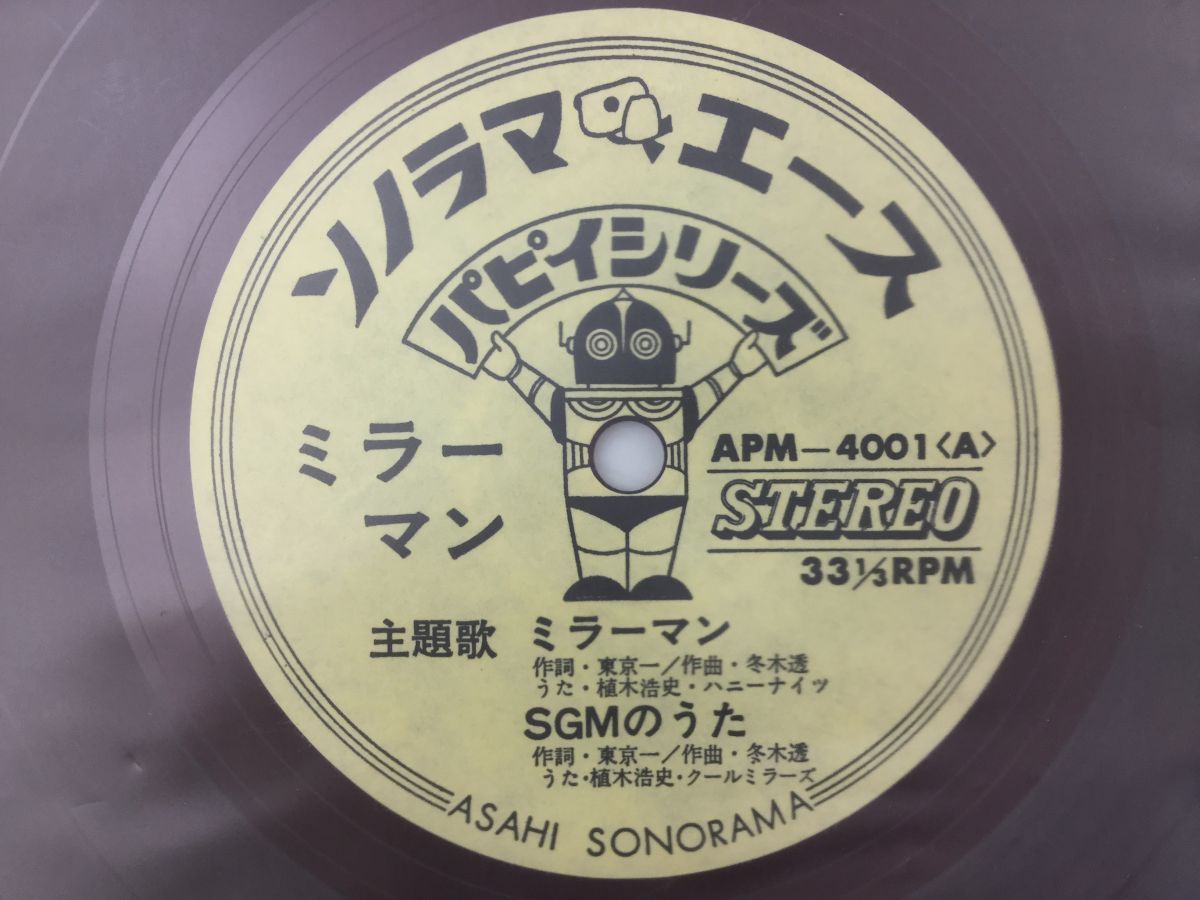 ソノラマエース
パピイシリーズ
ミラー
マン
APM—4001〈A〉
STEREO
33⅓RPM
主題歌 ミラーマン
作詞・東京一/作曲・冬木透
うた・植木浩史・ハニーナイツ
SGMのうた
作詞・東京一/作曲・冬木透
うた・植木浩史・クールミラーズ
ASAHI SONORAMA